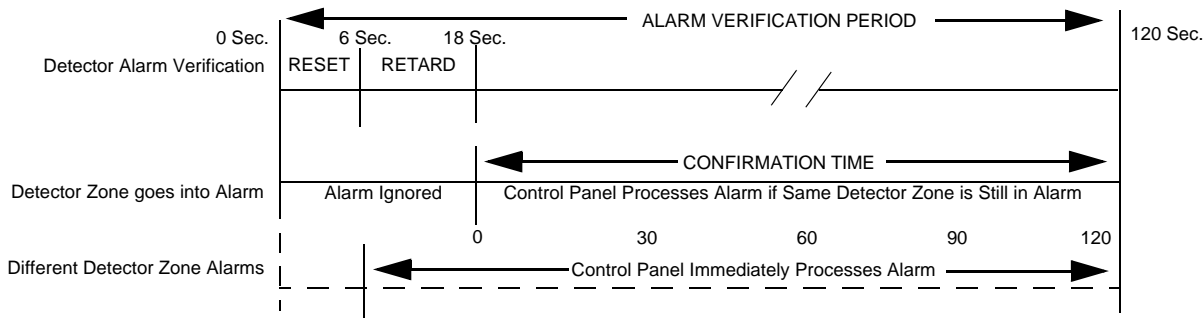 ALARM VERIFICATION PERIOD
0 Sec. 6 Sec. 18 Sec. 120 Sec.
Detector Alarm Verification RESET RETARD
CONFIRMATION TIME
Detector Zone goes into Alarm Alarm Ignored Control Panel Processes Alarm if Same Detector Zone is Still in Alarm
0 30 60 90 120
Different Detector Zone Alarms Control Panel Immediately Processes Alarm